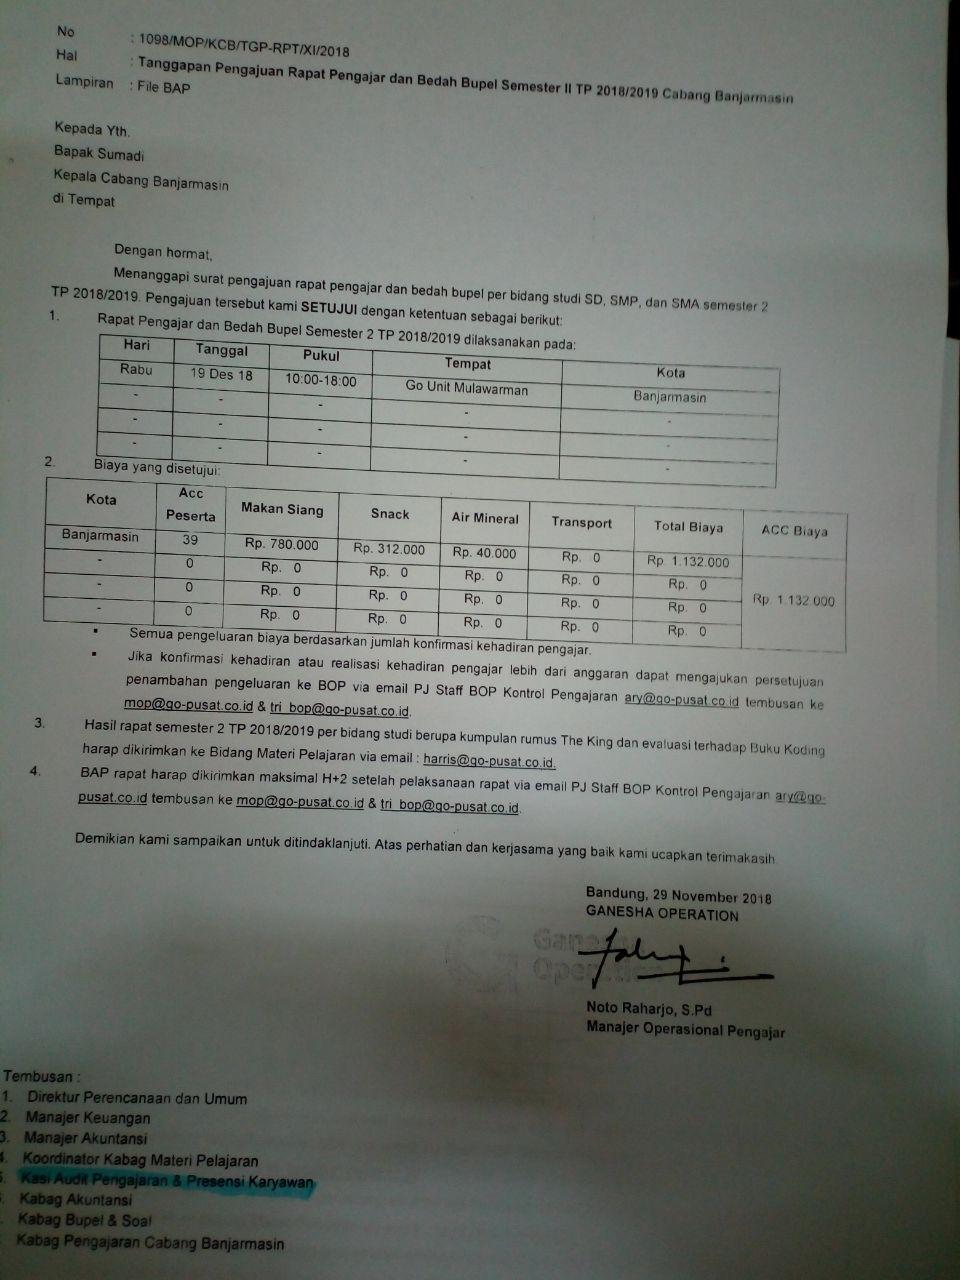 No : 1098/MOP/KCB/TGP-RPT/XI/2018
Hal : Tanggapan Pengajuan Rapat Pengajar dan Bedah Bupel Semester II TP 2018/2019 Cabang Banjarmasin
Lampiran : File BAP
Kepada Yth.
Bapak Sumadi
Kepala Cabang Banjarmasin
di Tempat
Dengan hormat,
Menanggapi surat pengajuan rapat pengajar dan bedah bupel per bidang studi SD, SMP, dan SMA semester 2
TP 2018/2019. Pengajuan tersebut kami SETUJUI dengan ketentuan sebagai berikut:
1. Rapat Pengajar dan Bedah Bupel Semester 2 TP 2018/2019 dilaksanakan pada:
Hari Tanggal Pukul Tempat Kota
Rabu 19 Des 18 10:00-18:00 Go Unit Mulawarman Banjarmasin
- - - - -
- - - - -
- - - - -
2. Biaya yang disetujui:
Kota Acc Peserta Makan Siang Snack Air Mineral Transport Total Biaya ACC Biaya
Banjarmasin 39 Rp. 780.000 Rp. 312.000 Rp. 40.000 Rp. 0 Rp. 1.132.000 Rp. 1.132.000
- 0 Rp. 0 Rp. 0 Rp. 0 Rp. 0 Rp. 0
- 0 Rp. 0 Rp. 0 Rp. 0 Rp. 0 Rp. 0
- 0 Rp. 0 Rp. 0 Rp. 0 Rp. 0 Rp. 0
▪ Semua pengeluaran biaya berdasarkan jumlah konfirmasi kehadiran pengajar.
▪ Jika konfirmasi kehadiran atau realisasi kehadiran pengajar lebih dari anggaran dapat mengajukan persetujuan
penambahan pengeluaran ke BOP via email PJ Staff BOP Kontrol Pengajaran ary@go-pusat.co.id tembusan ke
mop@go-pusat.co.id & tri_bop@go-pusat.co.id.
3. Hasil rapat semester 2 TP 2018/2019 per bidang studi berupa kumpulan rumus The King dan evaluasi terhadap Buku Koding
harap dikirimkan ke Bidang Materi Pelajaran via email : harris@go-pusat.co.id.
4. BAP rapat harap dikirimkan maksimal H+2 setelah pelaksanaan rapat via email PJ Staff BOP Kontrol Pengajaran ary@go-
pusat.co.id tembusan ke mop@go-pusat.co.id & tri_bop@go-pusat.co.id.
Demikian kami sampaikan untuk ditindaklanjuti. Atas perhatian dan kerjasama yang baik kami ucapkan terimakasih.
Bandung, 29 November 2018
GANESHA OPERATION
Noto Raharjo, S.Pd
Manajer Operasional Pengajar
Tembusan :
1. Direktur Perencanaan dan Umum
2. Manajer Keuangan
3. Manajer Akuntansi
4. Koordinator Kabag Materi Pelajaran
5. Kasi Audit Pengajaran & Presensi Karyawan
Kabag Akuntansi
Kabag Bupel & Soal
Kabag Pengajaran Cabang Banjarmasin